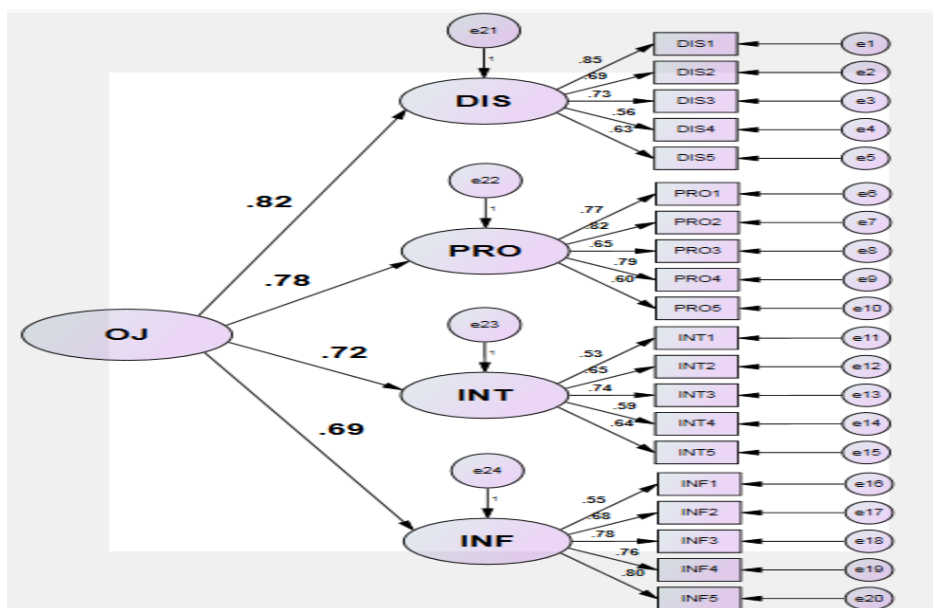 e21
1
DIS
.85
.69
.73
.56
.63
DIS1
e1
DIS2
e2
DIS3
e3
DIS4
e4
DIS5
e5
.82
e22
1
PRO
.77
.82
.65
.79
.60
PRO1
e6
PRO2
e7
PRO3
e8
PRO4
e9
PRO5
e10
.78
OJ
e23
1
INT
.53
.65
.74
.59
.64
INT1
e11
INT2
e12
INT3
e13
INT4
e14
INT5
e15
.72
.69
e24
1
INF
.55
.68
.78
.76
.80
INF1
e16
INF2
e17
INF3
e18
INF4
e19
INF5
e20